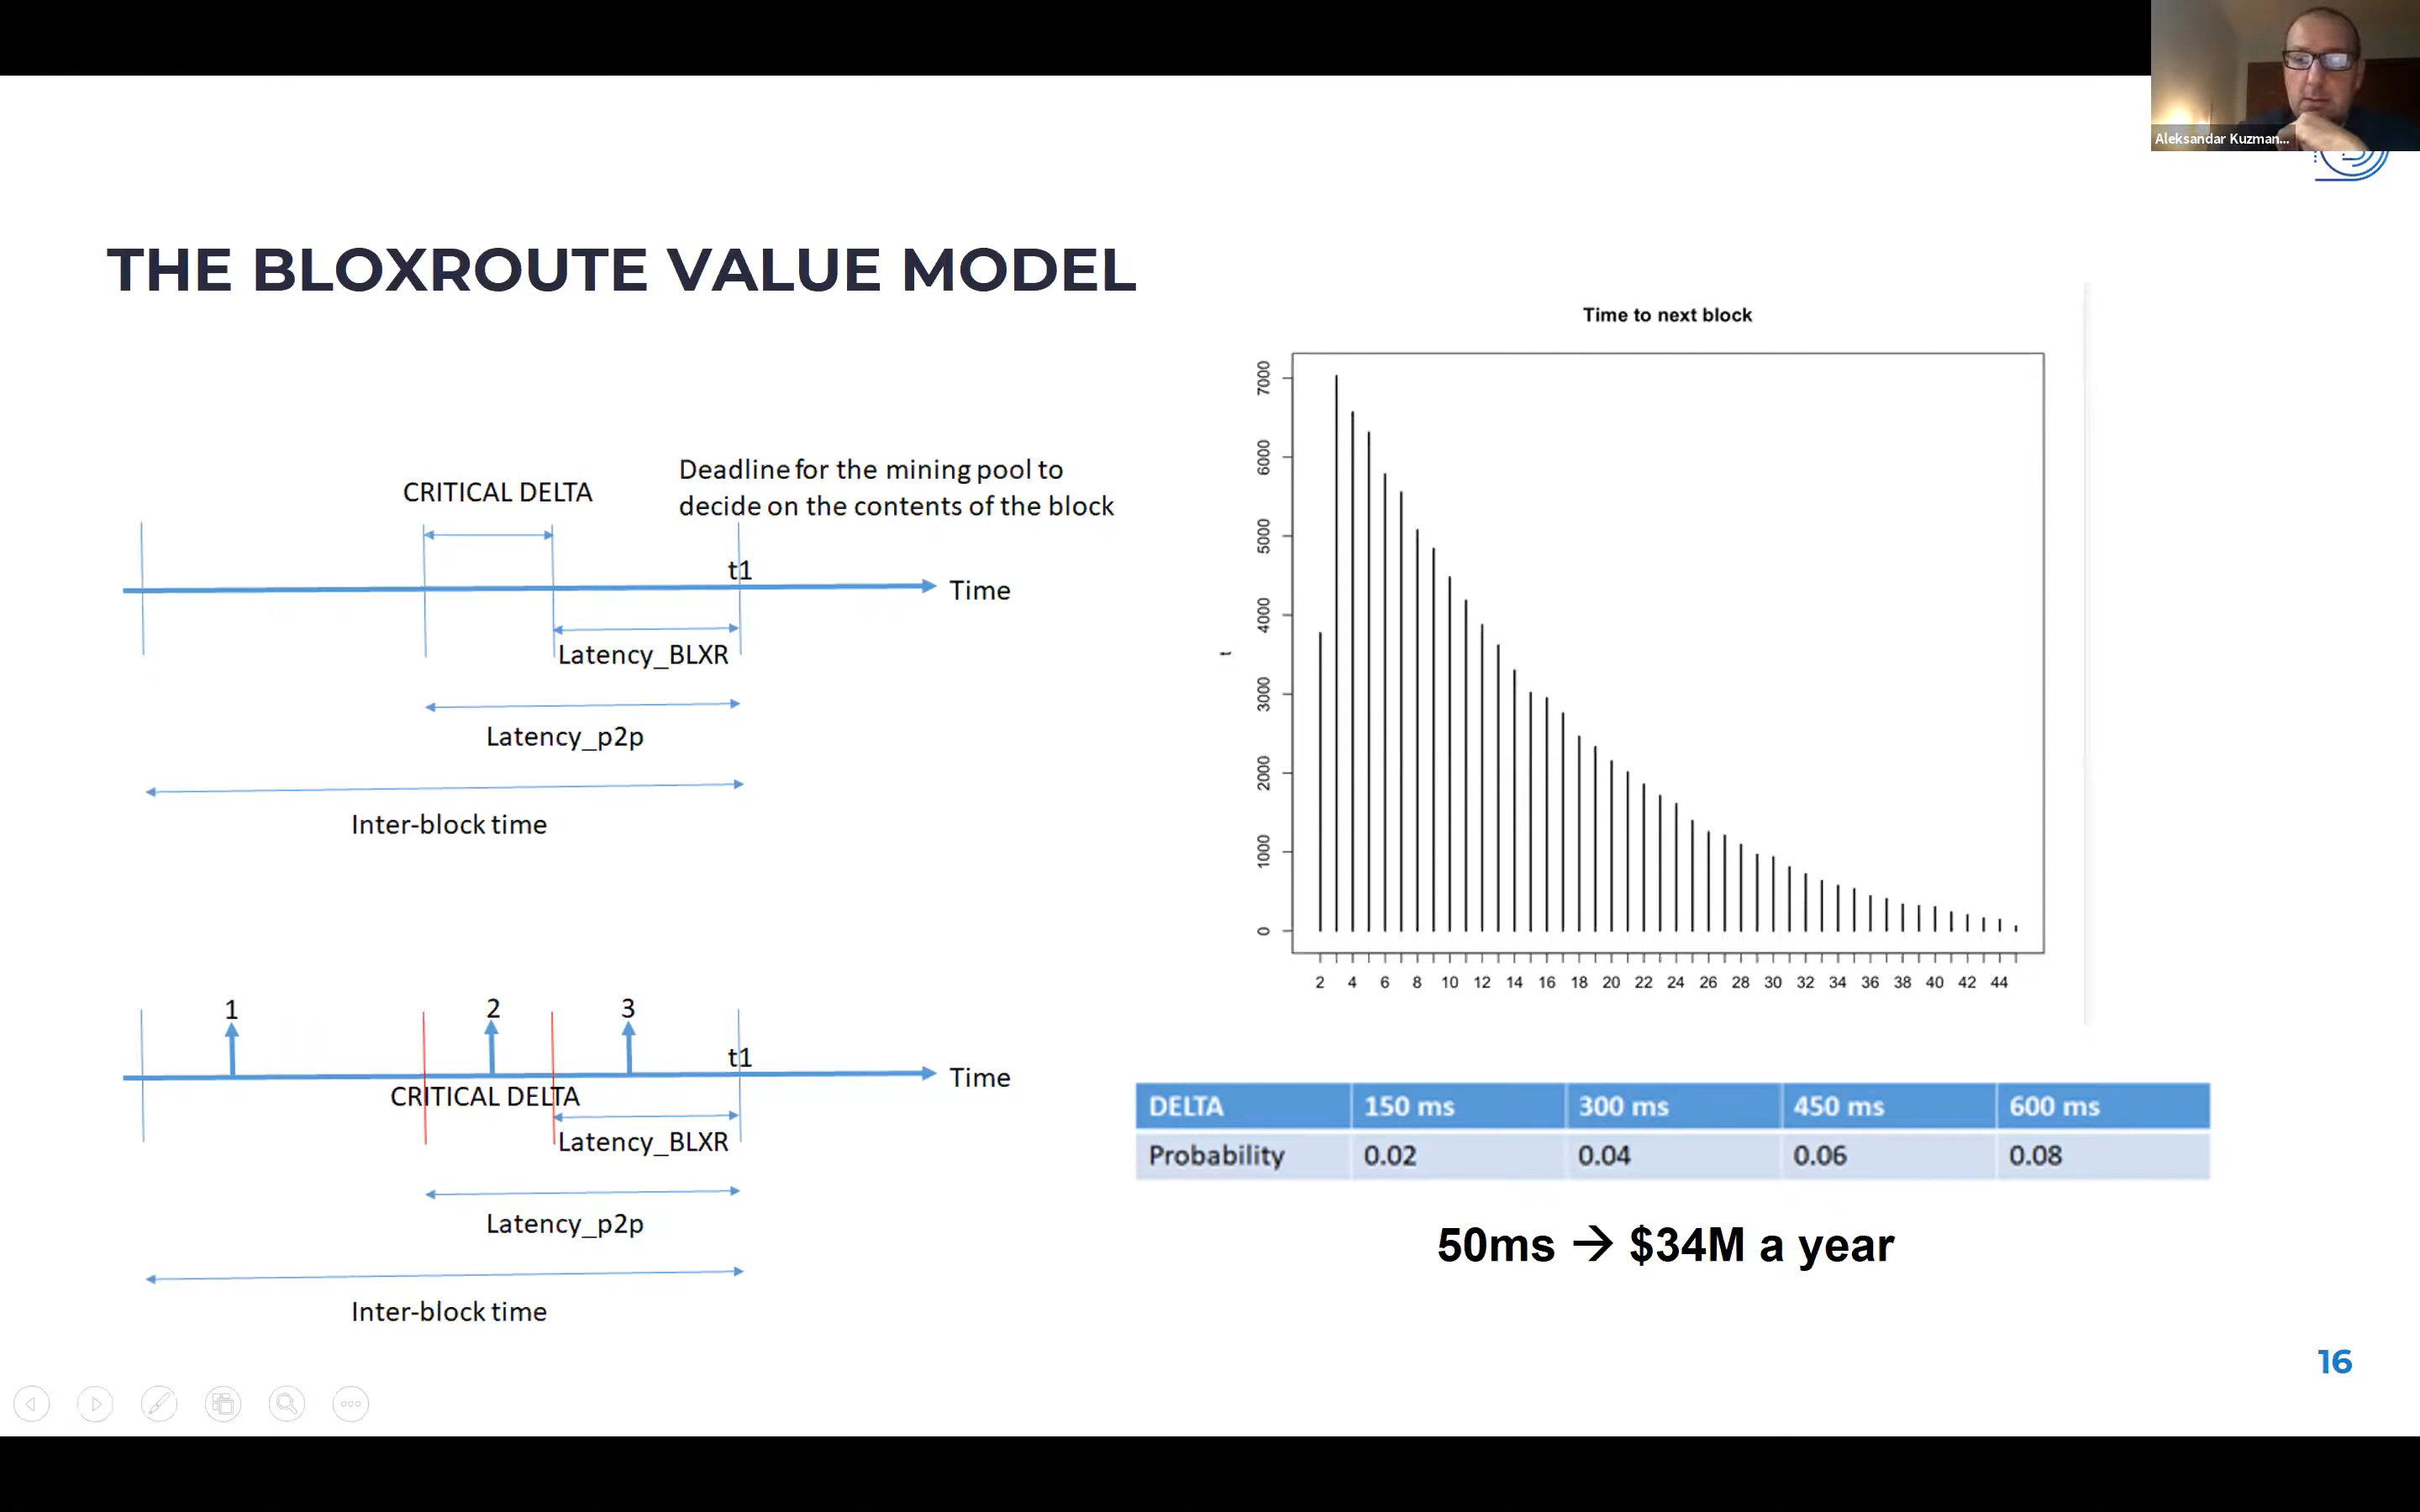 Aleksandar Kuzman...
THE BLOXROUTE VALUE MODEL
CRITICAL DELTA
Deadline for the mining pool to
decide on the contents of the block
t1
Time
Latency_BLXR
Latency_p2p
Inter-block time
1 2 3
t1
Time
CRITICAL DELTA
Latency_BLXR
Latency_p2p
Inter-block time
Time to next block
7000
6000
5000
4000
3000
2000
1000
0
2 4 6 8 10 12 14 16 18 20 22 24 26 28 30 32 34 36 38 40 42 44
DELTA 150 ms 300 ms 450 ms 600 ms
Probability 0.02 0.04 0.06 0.08
50ms → $34M a year
16